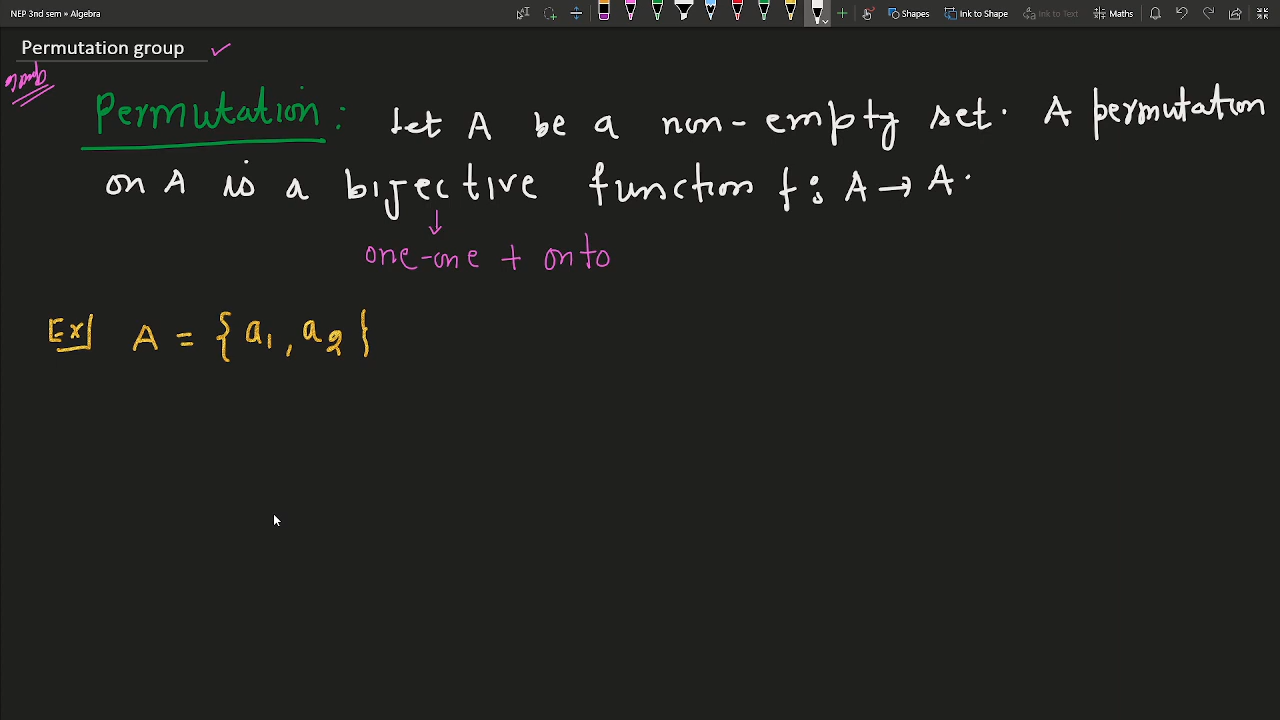 NEP 3rd sem » Algebra
Shapes Ink to Shape Ink to Text Maths
Permutation group ✓
Permutation: Let A be a non-empty set. A permutation
on A is a bijective function f: A → A.
↓
one-one + onto
Ex] A = {a₁, a₂}